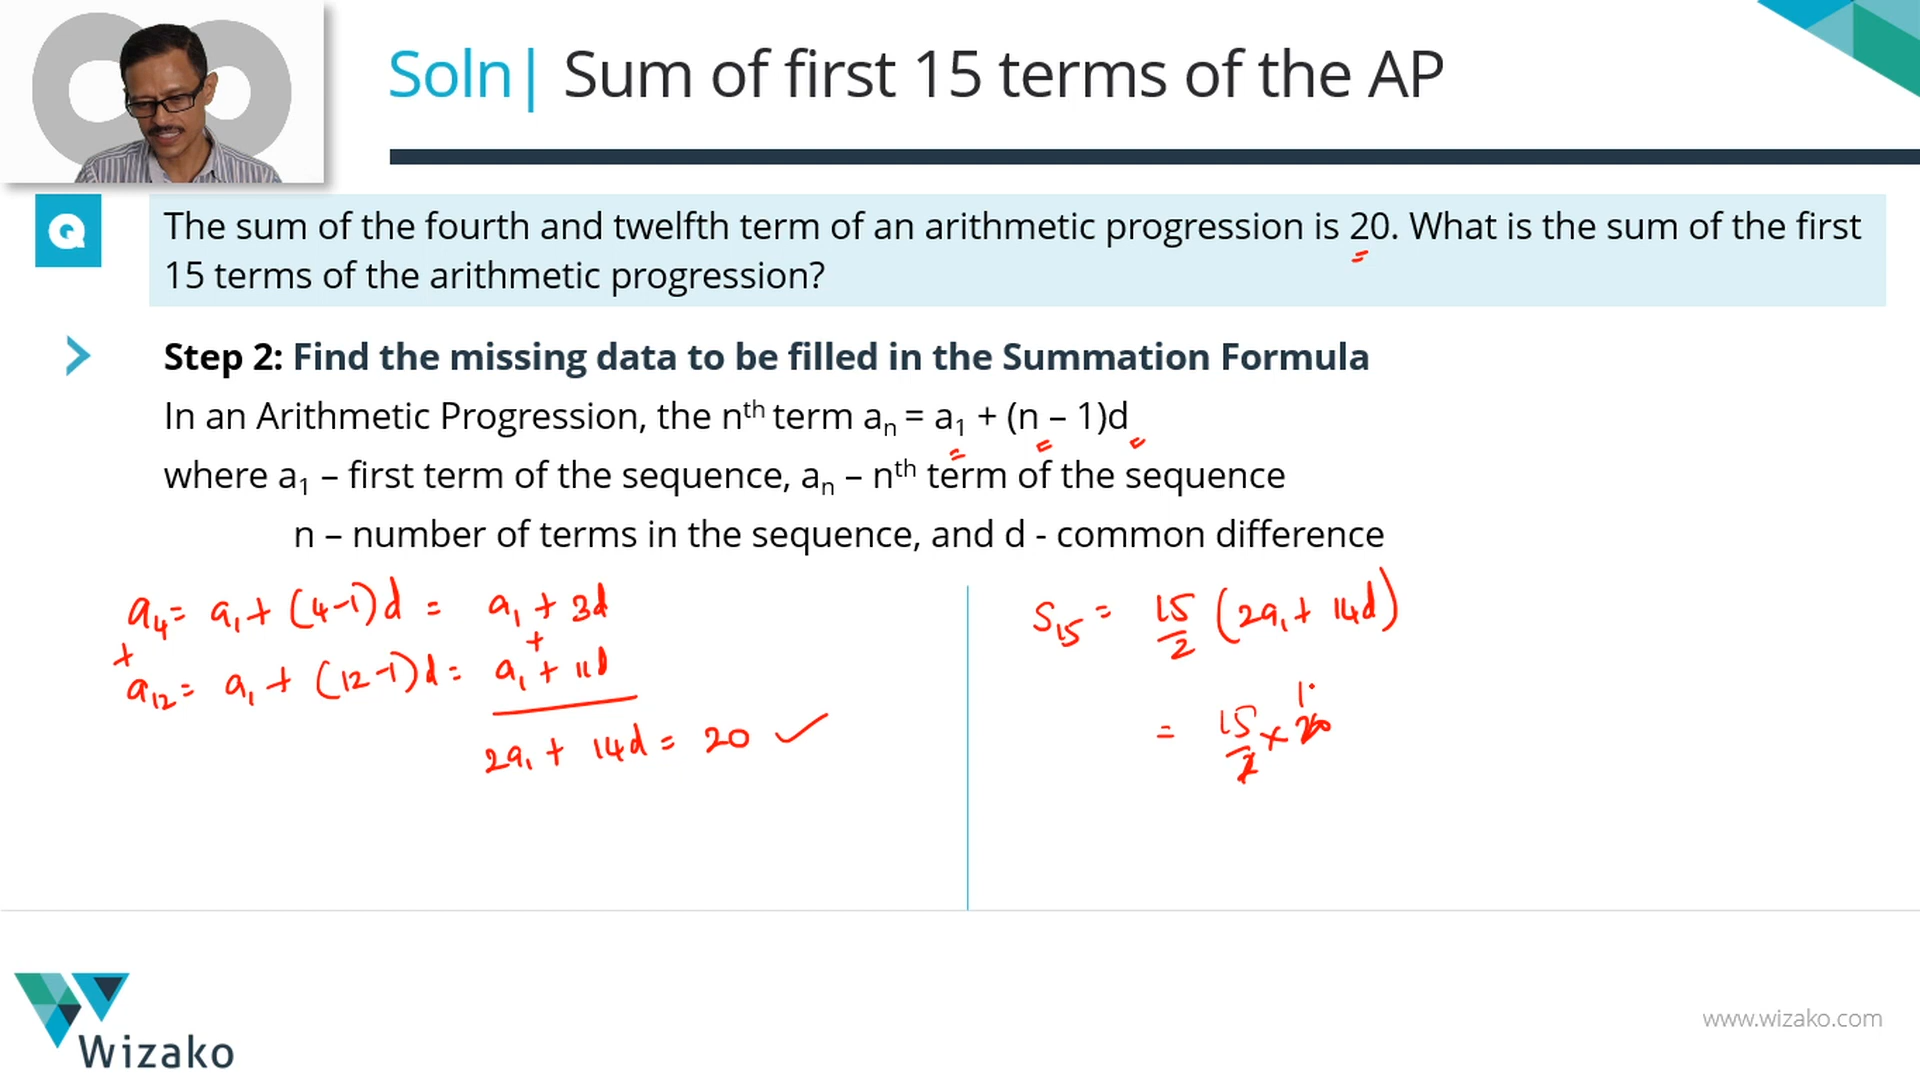 Soln| Sum of first 15 terms of the AP
Q
The sum of the fourth and twelfth term of an arithmetic progression is 20. What is the sum of the first
15 terms of the arithmetic progression?
Step 2: Find the missing data to be filled in the Summation Formula
In an Arithmetic Progression, the nth term an = a1 + (n – 1)d
where a1 – first term of the sequence, an – nth term of the sequence
n – number of terms in the sequence, and d - common difference
a4 = a1 + (4-1)d = a1 + 3d
+ +
a12 = a1 + (12-1)d = a1 + 11d
2a1 + 14d = 20 ✓
S15 = 15/2 (2a1 + 14d)
= 15/2 × 20
Wizako
www.wizako.com